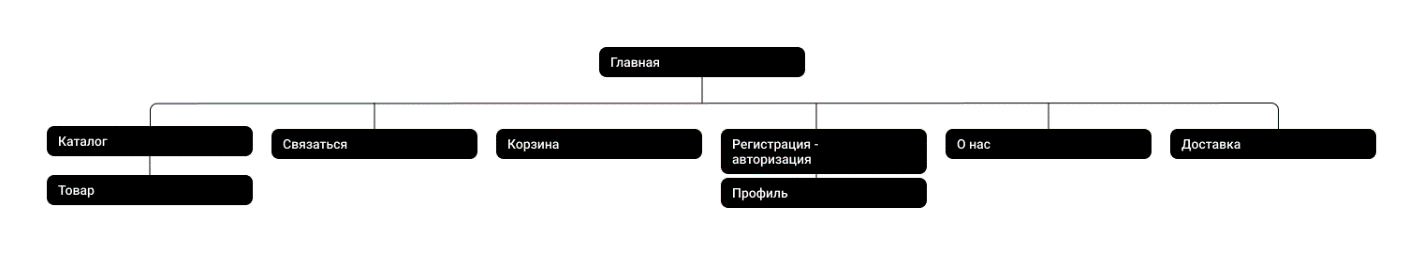 Главная
Каталог
Связаться
Корзина
Регистрация -
авторизация
О нас
Доставка
Товар
Профиль